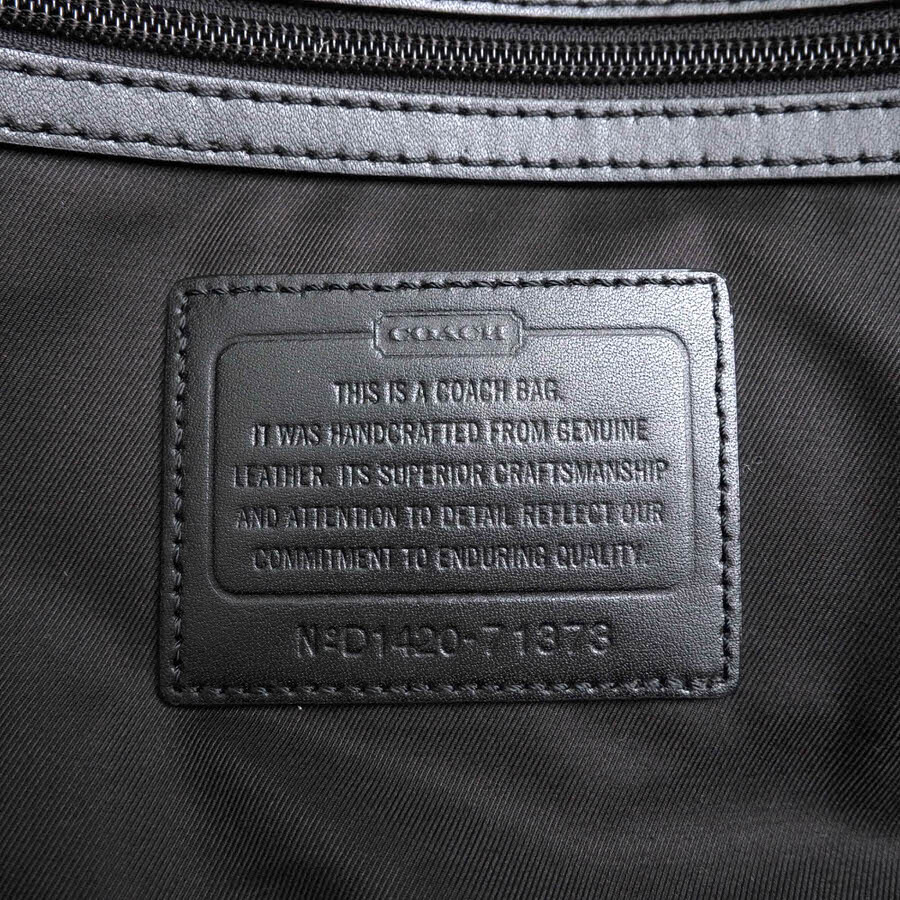 COACH
THIS IS A COACH BAG.
IT WAS HANDCRAFTED FROM GENUINE
LEATHER. ITS SUPERIOR CRAFTSMANSHIP
AND ATTENTION TO DETAIL REFLECT OUR
COMMITMENT TO ENDURING QUALITY.
NºD1420-71373